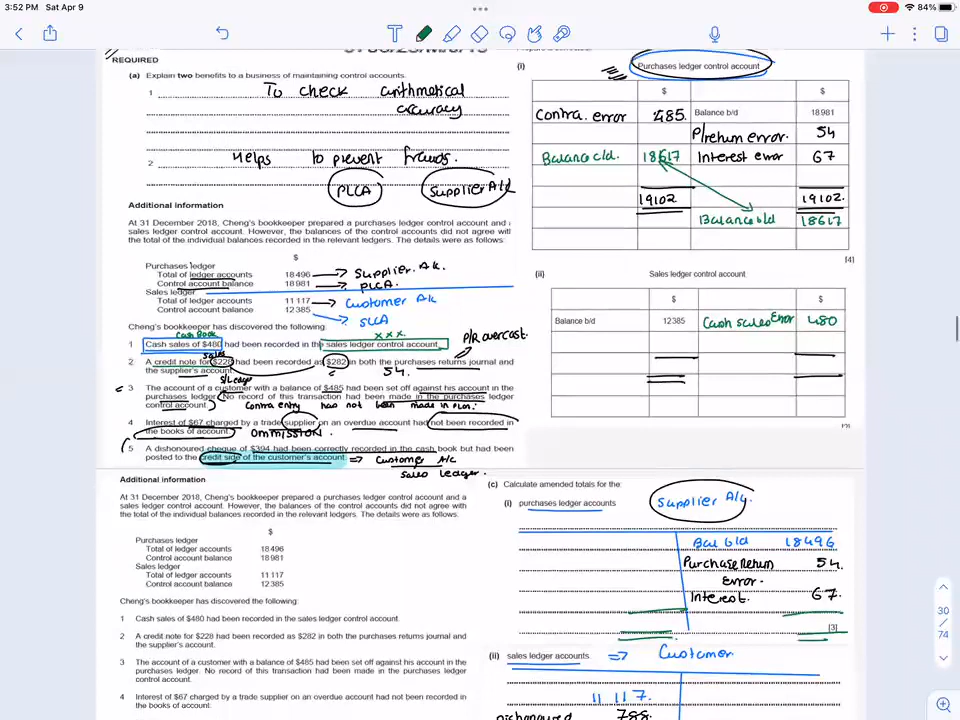 3:52 PM Sat Apr 9
84%
REQUIRED
(a) Explain two benefits to a business of maintaining control accounts.
1 To check arithmetical
accuracy
2 Helps to prevent frauds.
PLCA Supplier A/c
Additional information
At 31 December 2018, Cheng's bookkeeper prepared a purchases ledger control account and
sales ledger control account. However, the balances of the control accounts did not agree with
the total of the individual balances recorded in the relevant ledgers. The details were as follows:
$
Purchases ledger
Total of ledger accounts 18 496 Supplier. A/c.
Control account balance 18 981 PLCA.
Sales ledger
Total of ledger accounts 11 117 Customer A/c
Control account balance 12 385 SLCA
Cheng's bookkeeper has discovered the following:
Cash Book x x x
1 Cash sales of $480 had been recorded in the sales ledger control account.
P/R overcast.
2 A credit note for $228 had been recorded as $282 in both the purchases returns journal and
the supplier's account. 54.
S/Ledger
3 The account of a customer with a balance of $485 had been set off against his account in the
purchases ledger. No record of this transaction had been made in the purchases ledger
control account. Contra entry has not been made in PLCA.
4 Interest of $67 charged by a trade supplier on an overdue account had not been recorded in
the books of account. OMMISSION.
5 A dishonoured cheque of $394 had been correctly recorded in the cash book but had been
posted to the credit side of the customer's account. => Customer A/c
Sales Ledger.
(i) Purchases ledger control account
$ $
Contra. error 485. Balance b/d 18 981
P/return error. 54
Balance c/d. 18617 Interest error 67
19102 19102
Balance b/d 18617
[4]
(ii) Sales ledger control account
$ $
Balance b/d 12 385 Cash sales Error 480
Additional information
At 31 December 2018, Cheng's bookkeeper prepared a purchases ledger control account and a
sales ledger control account. However, the balances of the control accounts did not agree with
the total of the individual balances recorded in the relevant ledgers. The details were as follows.
$
Purchases ledger
Total of ledger accounts 18 496
Control account balance 18 981
Sales ledger
Total of ledger accounts 11 117
Control account balance 12 385
Cheng's bookkeeper has discovered the following:
1 Cash sales of $480 had been recorded in the sales ledger control account.
2 A credit note for $228 had been recorded as $282 in both the purchases returns journal and
the supplier's account.
3 The account of a customer with a balance of $485 had been set off against his account in the
purchases ledger. No record of this transaction had been made in the purchases ledger
control account.
4 Interest of $67 charged by a trade supplier on an overdue account had not been recorded in
the books of account.
(c) Calculate amended totals for the:
(i) purchases ledger accounts Supplier A/c.
Bal b/d 18496
Purchase Return 54.
Error.
Interest. 67.
[3]
(ii) sales ledger accounts => Customer
11 117.
dishonoured 788
30
/
74